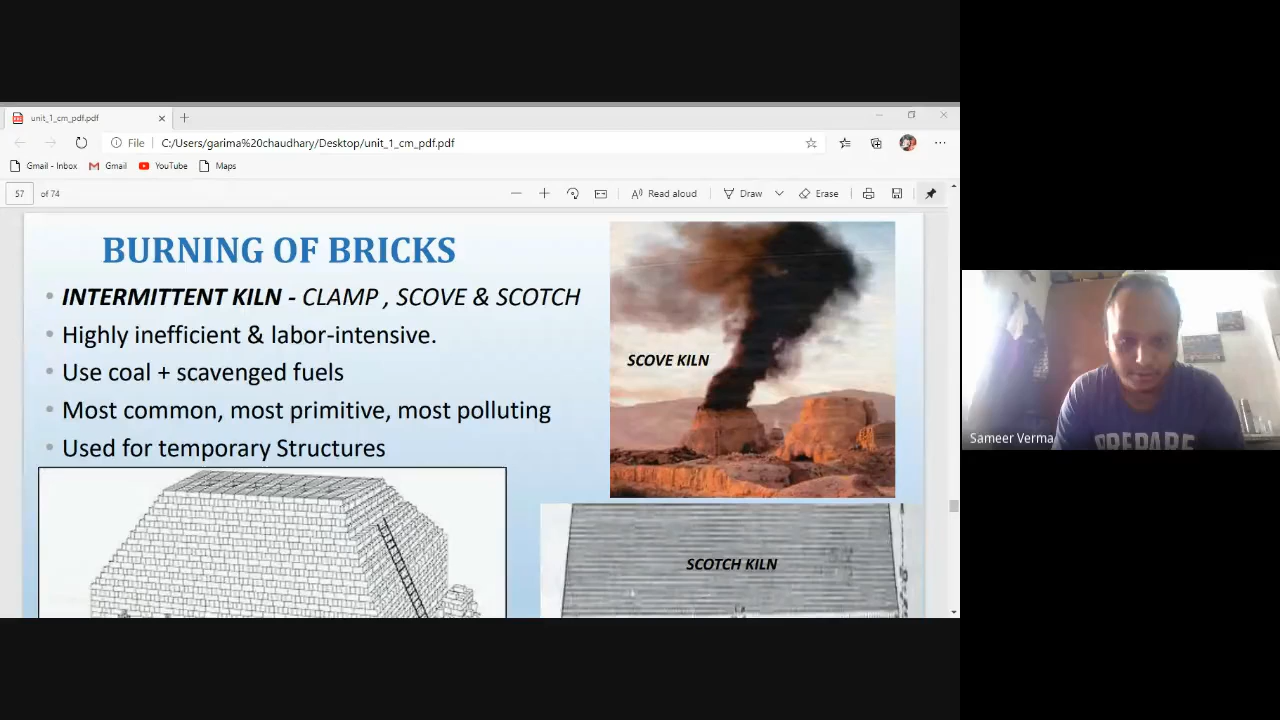 unit_1_cm_pdf.pdf
File C:/Users/garima%20chaudhary/Desktop/unit_1_cm_pdf.pdf
Gmail - Inbox Gmail YouTube Maps
57 of 74 Read aloud Draw Erase
BURNING OF BRICKS
• INTERMITTENT KILN - CLAMP , SCOVE & SCOTCH
• Highly inefficient & labor-intensive.
• Use coal + scavenged fuels
• Most common, most primitive, most polluting
• Used for temporary Structures
SCOVE KILN
SCOTCH KILN
Sameer Verma
PREPARE